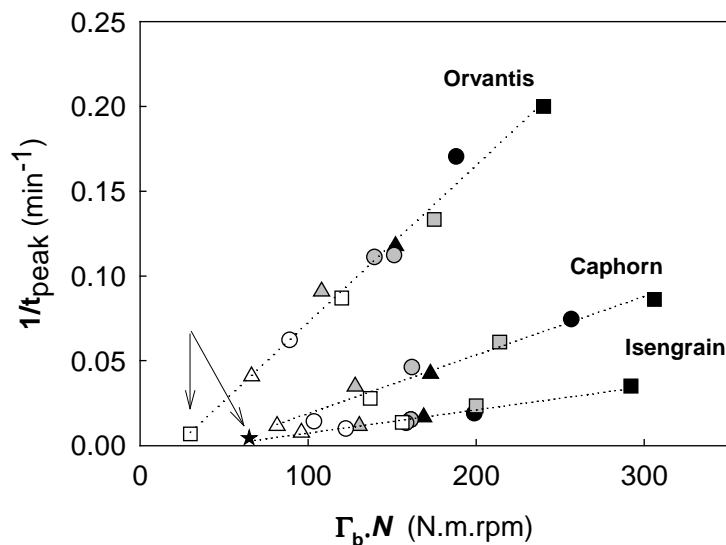 0.25
Orvantis
0.20
0.15
Caphorn
0.10
Isengrain
0.05
0.00
1/tpeak (min-1)
0 100 200 300
Γb.N (N.m.rpm)